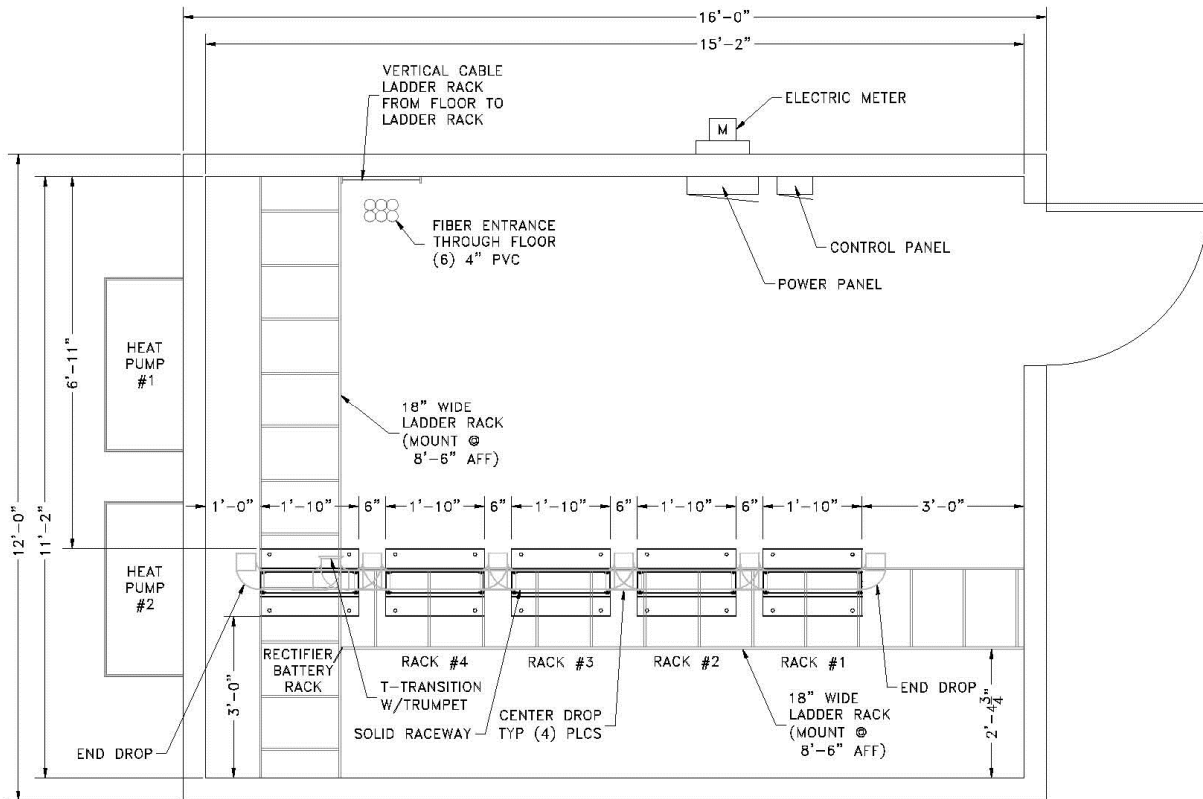 16'-0"
15'-2"
VERTICAL CABLE
LADDER RACK
FROM FLOOR TO
LADDER RACK
M
ELECTRIC METER
FIBER ENTRANCE
THROUGH FLOOR
(6) 4" PVC
CONTROL PANEL
POWER PANEL
HEAT
PUMP
#1
6'-11"
12'-0"
11'-2"
18" WIDE
LADDER RACK
(MOUNT @
8'-6" AFF)
1'-0"
1'-10"
6"
1'-10"
6"
1'-10"
6"
1'-10"
6"
1'-10"
3'-0"
HEAT
PUMP
#2
RECTIFIER
BATTERY
RACK
RACK #4
RACK #3
RACK #2
RACK #1
3'-0"
T-TRANSITION
W/TRUMPET
SOLID RACEWAY
CENTER DROP
TYP (4) PLCS
18" WIDE
LADDER RACK
(MOUNT @
8'-6" AFF)
END DROP
2'-4 3/4"
END DROP